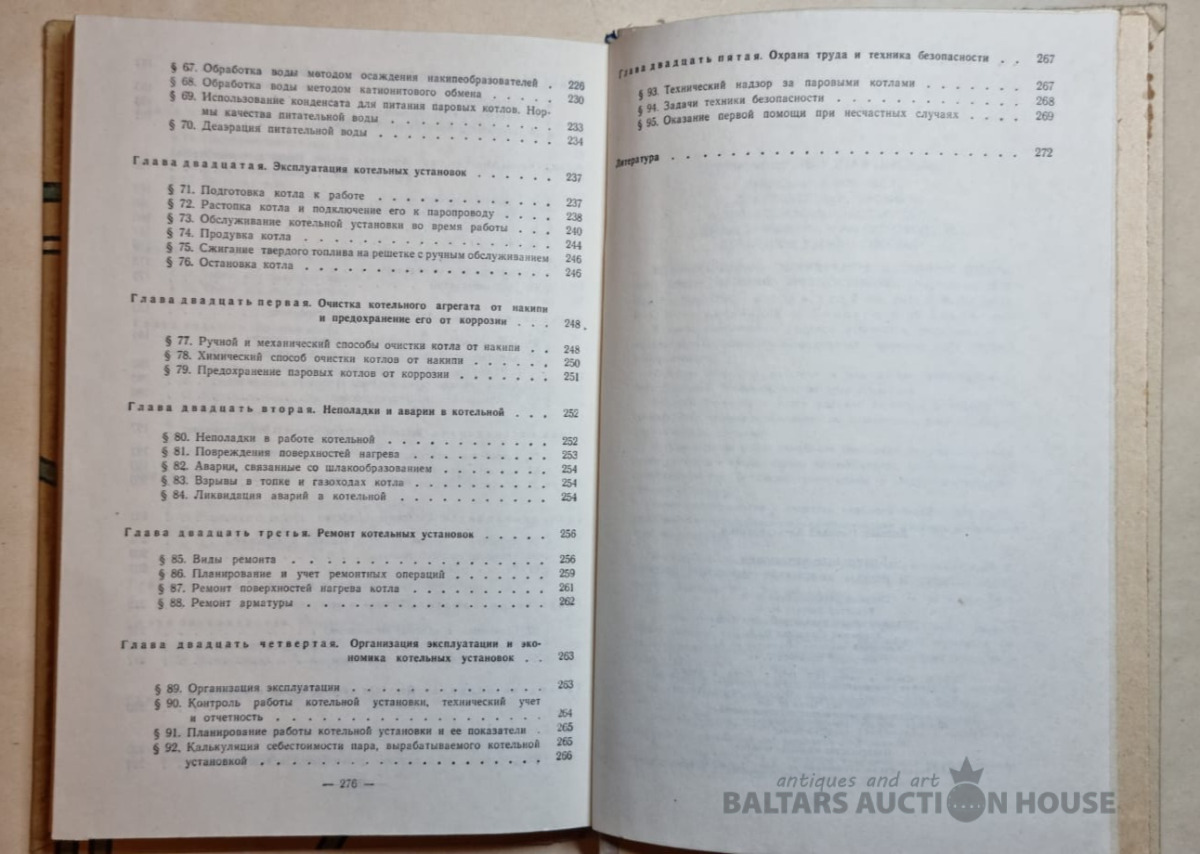 § 67. Обработка воды методом осаждения накипеобразователей . 226
§ 68. Обработка воды методом катионитового обмена . . . . . 230
§ 69. Использование конденсата для питания паровых котлов. Нор-
мы качества питательной воды . . . . . . . . . . . 233
§ 70. Деаэрация питательной воды . . . . . . . . . . . . 234
Глава двадцатая. Эксплуатация котельных установок . . . . . . 237
§ 71. Подготовка котла к работе . . . . . . . . . . . . 237
§ 72. Растопка котла и подключение его к паропроводу . . . . 238
§ 73. Обслуживание котельной установки во время работы . . . 240
§ 74. Продувка котла . . . . . . . . . . . . . . . . . 244
§ 75. Сжигание твердого топлива на решетке с ручным обслуживанием 246
§ 76. Остановка котла . . . . . . . . . . . . . . . . . 246
Глава двадцать первая. Очистка котельного агрегата от накипи
и предохранение его от коррозии . . . 248
§ 77. Ручной и механический способы очистки котла от накипи . . 248
§ 78. Химический способ очистки котлов от накипи . . . . . . 250
§ 79. Предохранение паровых котлов от коррозии . . . . . . . 251
Глава двадцать вторая. Неполадки и аварии в котельной . . . 252
§ 80. Неполадки в работе котельной . . . . . . . . . . . 252
§ 81. Повреждения поверхностей нагрева . . . . . . . . . . 253
§ 82. Аварии, связанные со шлакообразованием . . . . . . . . 254
§ 83. Взрывы в топке и газоходах котла . . . . . . . . . . 254
§ 84. Ликвидация аварий в котельной . . . . . . . . . . . 254
Глава двадцать третья. Ремонт котельных установок . . . . . 256
§ 85. Виды ремонта . . . . . . . . . . . . . . . . . . 256
§ 86. Планирование и учет ремонтных операций . . . . . . . 259
§ 87. Ремонт поверхностей нагрева котла . . . . . . . . . . 261
§ 88. Ремонт арматуры . . . . . . . . . . . . . . . . . 262
Глава двадцать четвертая. Организация эксплуатации и эко-
номика котельных установок . . 263
§ 89. Организация эксплуатации . . . . . . . . . . . . . . 263
§ 90. Контроль работы котельной установки, технический учет
и отчетность . . . . . . . . . . . . . . . . . . . 264
§ 91. Планирование работы котельной установки и ее показатели . 265
§ 92. Калькуляция себестоимости пара, вырабатываемого котельной 265
установкой . . . . . . . . . . . . . . . . . . . . 266
— 276 —
Глава двадцать пятая. Охрана труда и техника безопасности . . 267
§ 93. Технический надзор за паровыми котлами . . . . . . . . 267
§ 94. Задачи техники безопасности . . . . . . . . . . . . . 268
§ 95. Оказание первой помощи при несчастных случаях . . . . . 269
Литература . . . . . . . . . . . . . . . . . . . . . . . . 272
antiques and art
BALTARS AUCTION HOUSE